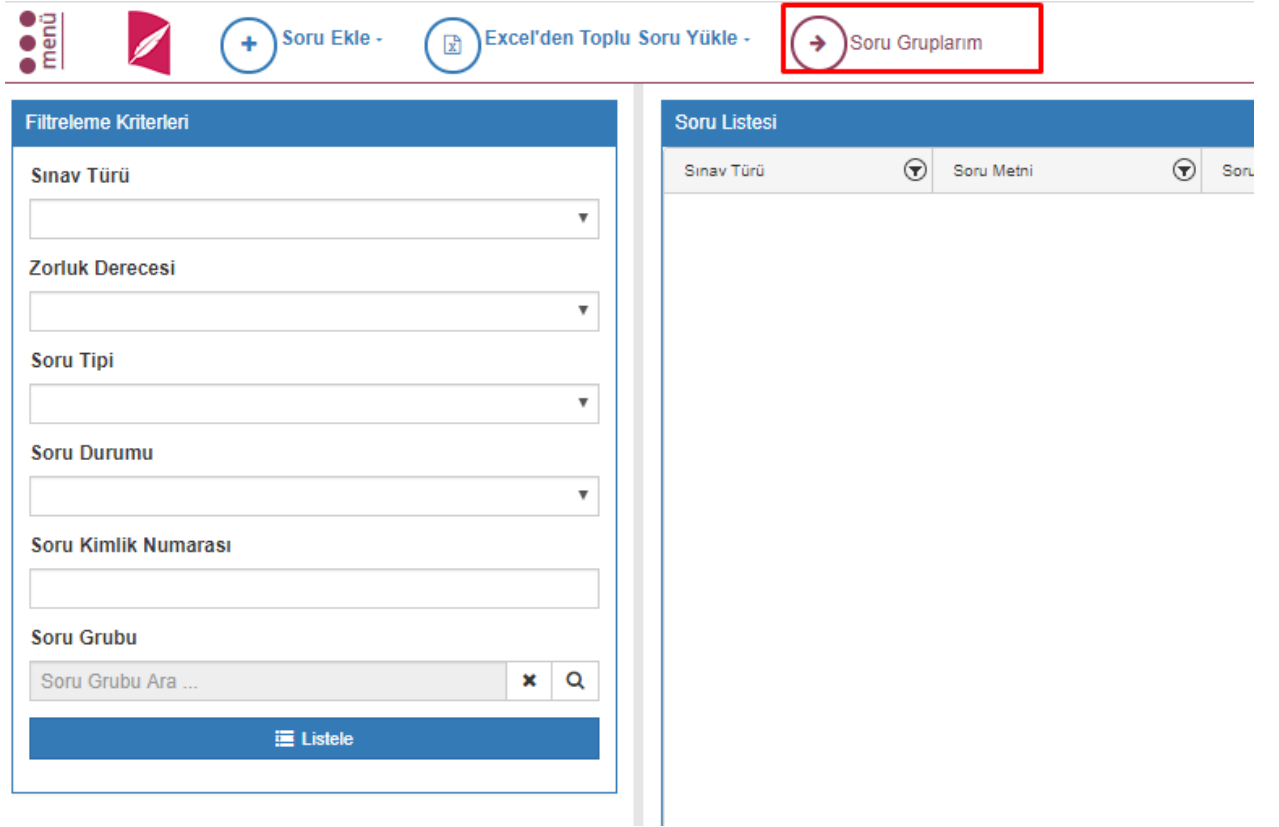 menü
Soru Ekle -
Excel'den Toplu Soru Yükle -
Soru Gruplarım
Filtreleme Kriterleri
Sınav Türü
Zorluk Derecesi
Soru Tipi
Soru Durumu
Soru Kimlik Numarası
Soru Grubu
Soru Grubu Ara ...
Listele
Soru Listesi
Sınav Türü
Soru Metni
Soru